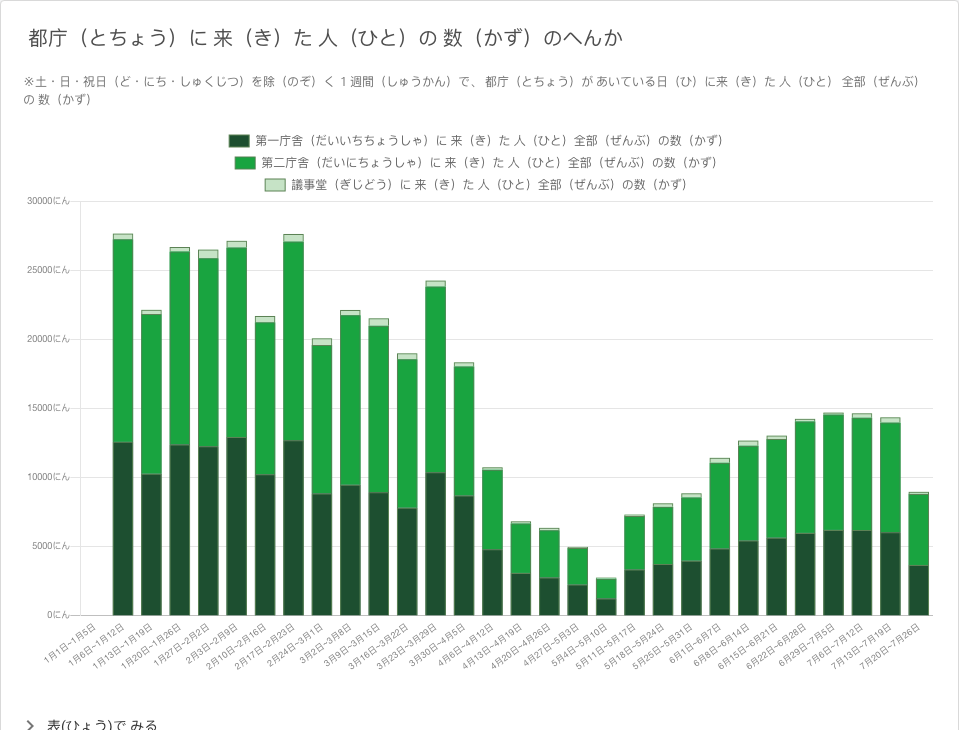 都庁（とちょう）に 来（き）た 人（ひと）の 数（かず）のへんか
※土・日・祝日（ど・にち・しゅくじつ）を除（のぞ）く 1 週間（しゅうかん）で、 都庁（とちょう）が あいている日（ひ）に来（き）た 人（ひと） 全部（ぜんぶ）
の 数（かず）
第一庁舎（だいいちちょうしゃ）に 来（き）た 人（ひと）全部（ぜんぶ）の数（かず）
第二庁舎（だいにちょうしゃ）に 来（き）た 人（ひと）全部（ぜんぶ）の数（かず）
議事堂（ぎじどう）に 来（き）た 人（ひと）全部（ぜんぶ）の数（かず）
30000にん
25000にん
20000にん
15000にん
10000にん
5000にん
0にん
1月1日~1月5日
1月6日~1月12日
1月13日~1月19日
1月20日~1月26日
1月27日~2月2日
2月3日~2月9日
2月10日~2月16日
2月17日~2月23日
2月24日~3月1日
3月2日~3月8日
3月9日~3月15日
3月16日~3月22日
3月23日~3月29日
3月30日~4月5日
4月6日~4月12日
4月13日~4月19日
4月20日~4月26日
4月27日~5月3日
5月4日~5月10日
5月11日~5月17日
5月18日~5月24日
5月25日~5月31日
6月1日~6月7日
6月8日~6月14日
6月15日~6月21日
6月22日~6月28日
6月29日~7月5日
7月6日~7月12日
7月13日~7月19日
7月20日~7月26日
表(ひょう)で みる